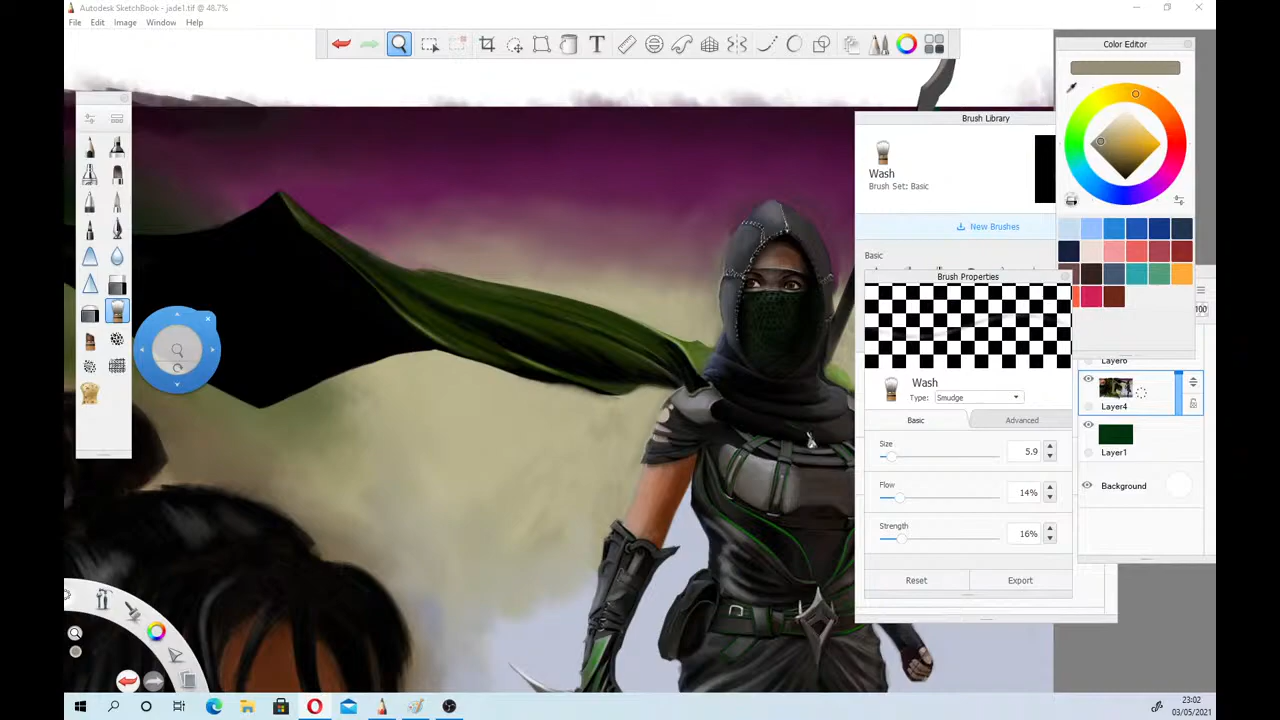 Autodesk SketchBook - jade1.tif @ 48.7%
File Edit Image Window Help
T
Color Editor
Brush Library
Wash
Brush Set: Basic
New Brushes
Basic
Brush Properties
100
Layer6
Wash
Type: Smudge
Layer4
Basic Advanced
Size
5.9
Layer1
Flow
14%
Background
Strength
16%
Reset Export
23:02
03/05/2021